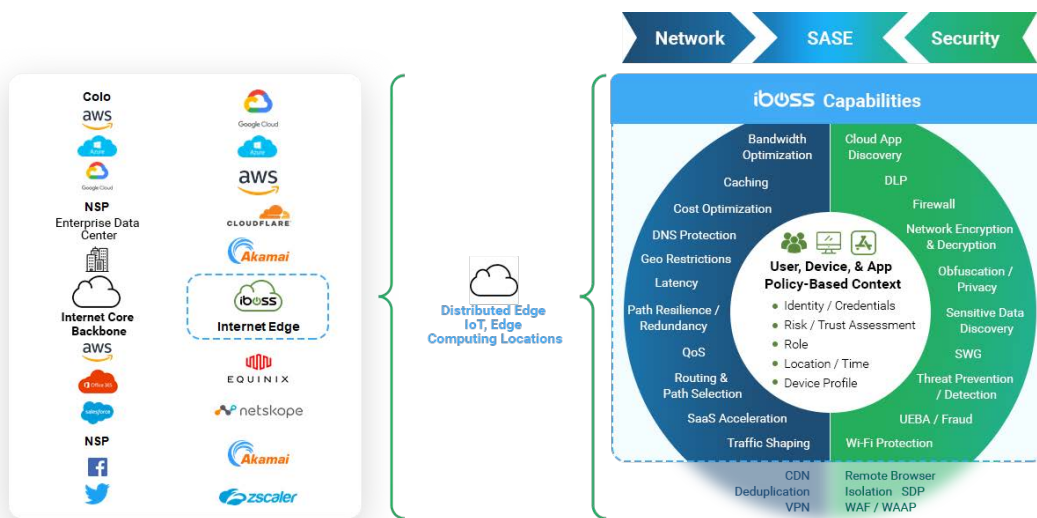 Network
SASE
Security
Colo
aws
Azure
Google Cloud
NSP
Enterprise Data
Center
Internet Core
Backbone
aws
Office 365
salesforce
NSP
Google Cloud
Azure
aws
CLOUDFLARE
Akamai
iboss
Internet Edge
EQUINIX
netskope
Akamai
zscaler
Distributed Edge
IoT, Edge
Computing Locations
iboss Capabilities
Bandwidth
Optimization
Caching
Cost Optimization
DNS Protection
Geo Restrictions
Latency
Path Resilience /
Redundancy
QoS
Routing &
Path Selection
SaaS Acceleration
Traffic Shaping
CDN
Deduplication
VPN
User, Device, & App
Policy-Based Context
• Identity / Credentials
• Risk / Trust Assessment
• Role
• Location / Time
• Device Profile
Cloud App
Discovery
DLP
Firewall
Network Encryption
& Decryption
Obfuscation /
Privacy
Sensitive Data
Discovery
SWG
Threat Prevention
/ Detection
UEBA / Fraud
Wi-Fi Protection
Remote Browser
Isolation SDP
WAF / WAAP